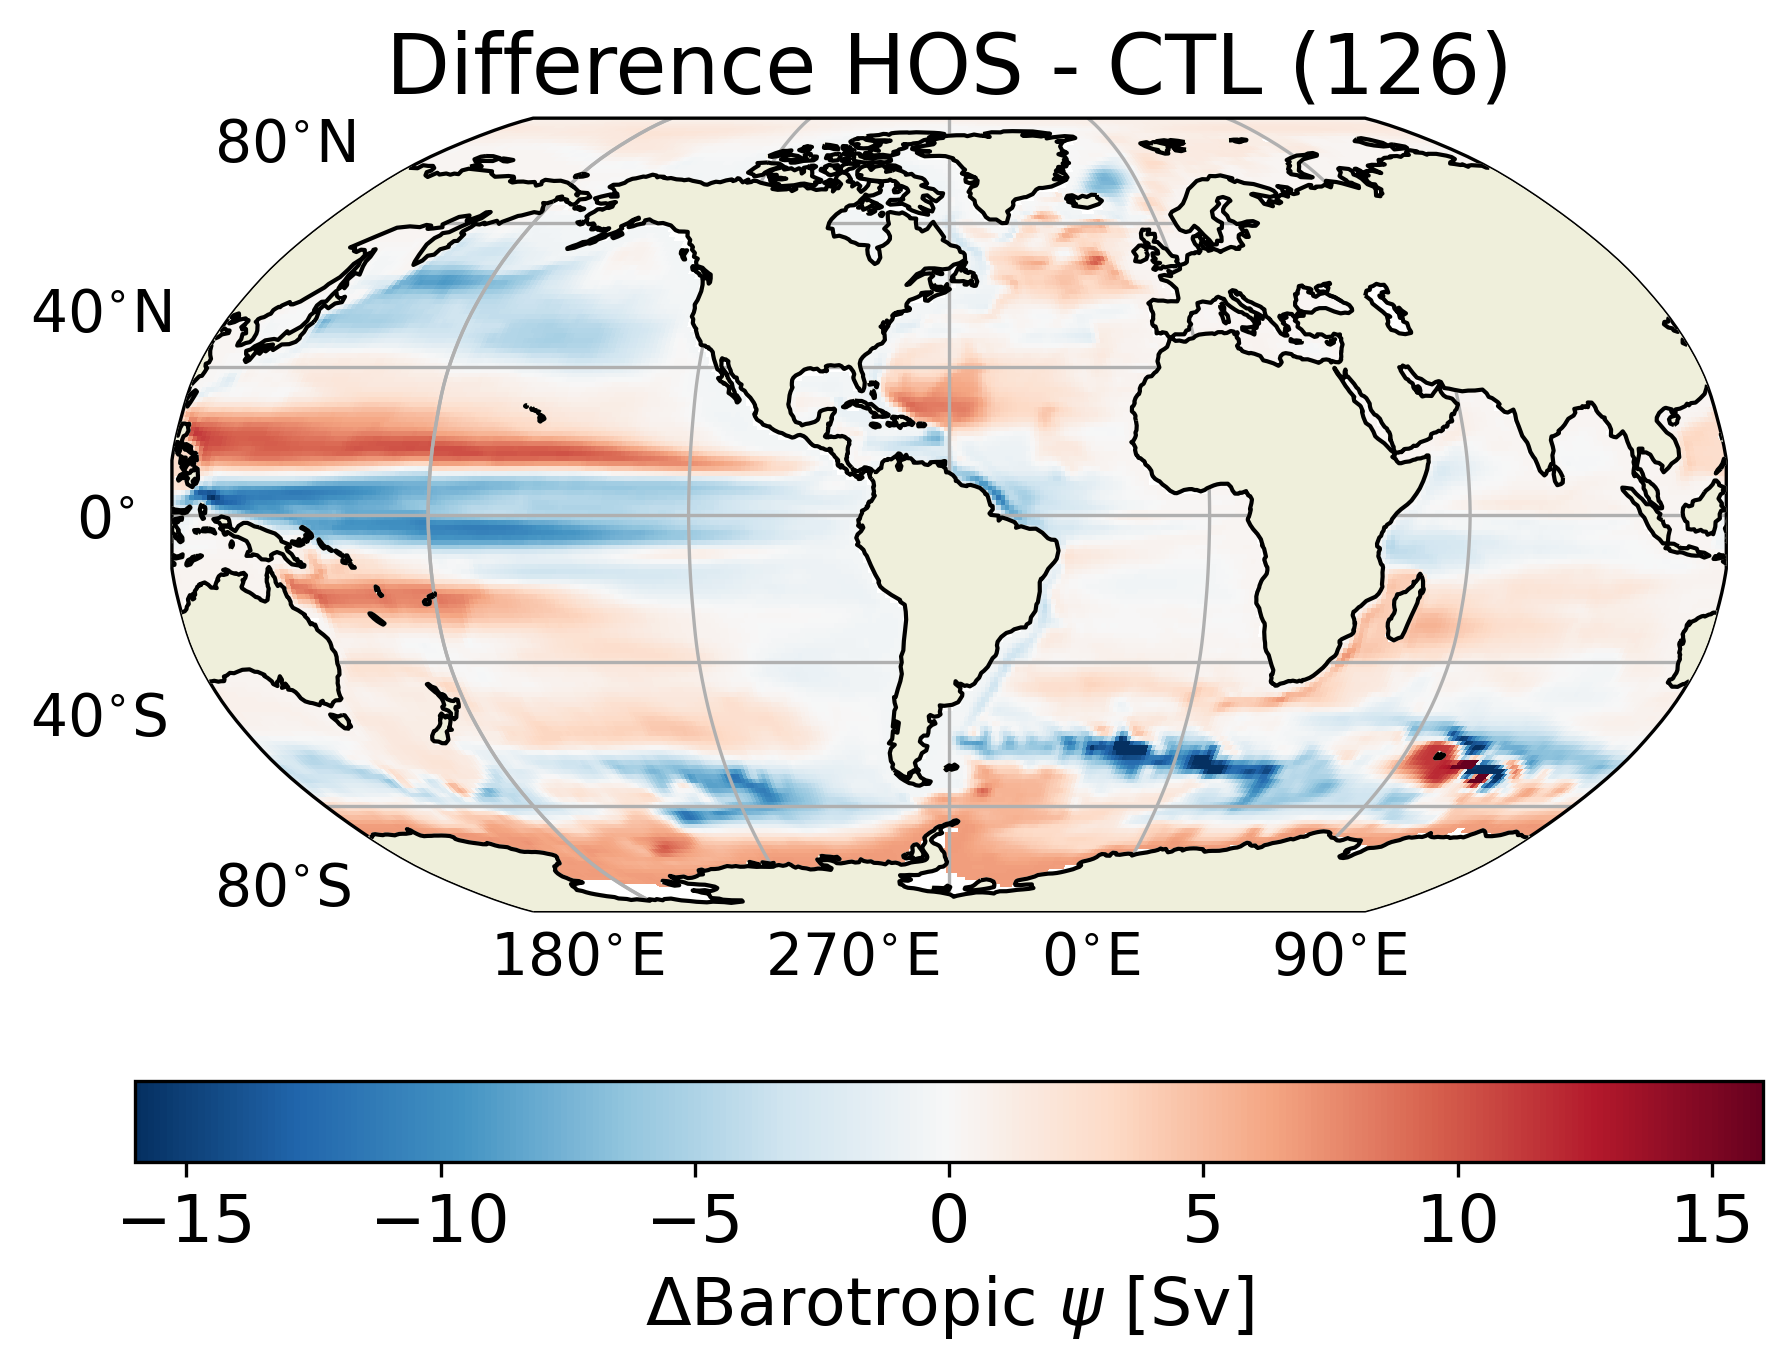 Difference HOS - CTL (126)
80°N
40°N
0°
40°S
80°S
180°E 270°E 0°E 90°E
−15 −10 −5 0 5 10 15
ΔBarotropic ψ [Sv]